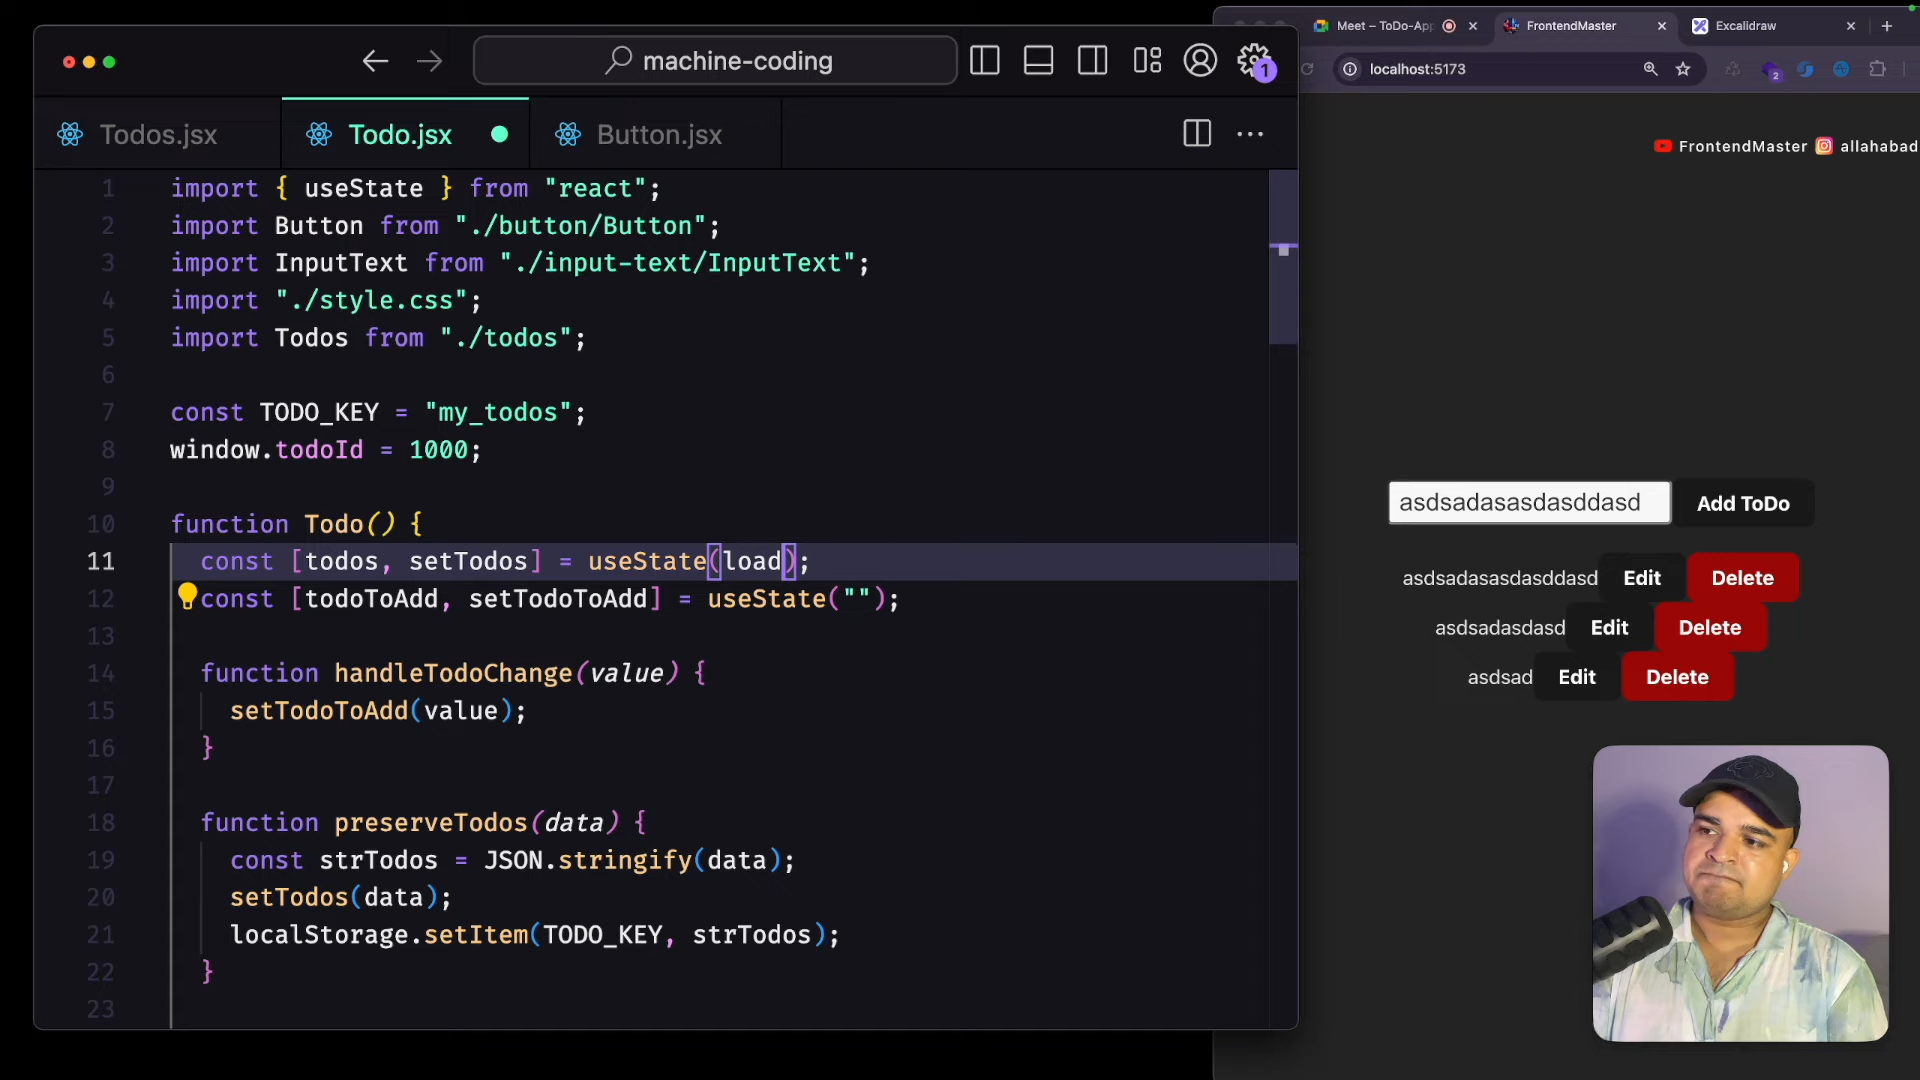 machine-coding
1
Todos.jsx
Todo.jsx
Button.jsx
1 import { useState } from "react";
2 import Button from "./button/Button";
3 import InputText from "./input-text/InputText";
4 import "./style.css";
5 import Todos from "./todos";
6
7 const TODO_KEY = "my_todos";
8 window.todoId = 1000;
9
10 function Todo() {
11 const [todos, setTodos] = useState(load);
12 const [todoToAdd, setTodoToAdd] = useState("");
13
14 function handleTodoChange(value) {
15 setTodoToAdd(value);
16 }
17
18 function preserveTodos(data) {
19 const strTodos = JSON.stringify(data);
20 setTodos(data);
21 localStorage.setItem(TODO_KEY, strTodos);
22 }
23
Meet – ToDo-App
FrontendMaster
Excalidraw
localhost:5173
2
FrontendMaster allahabad
asdsadasasdasddasd Add ToDo
asdsadasasdasddasd Edit Delete
asdsadasdasd Edit Delete
asdsad Edit Delete